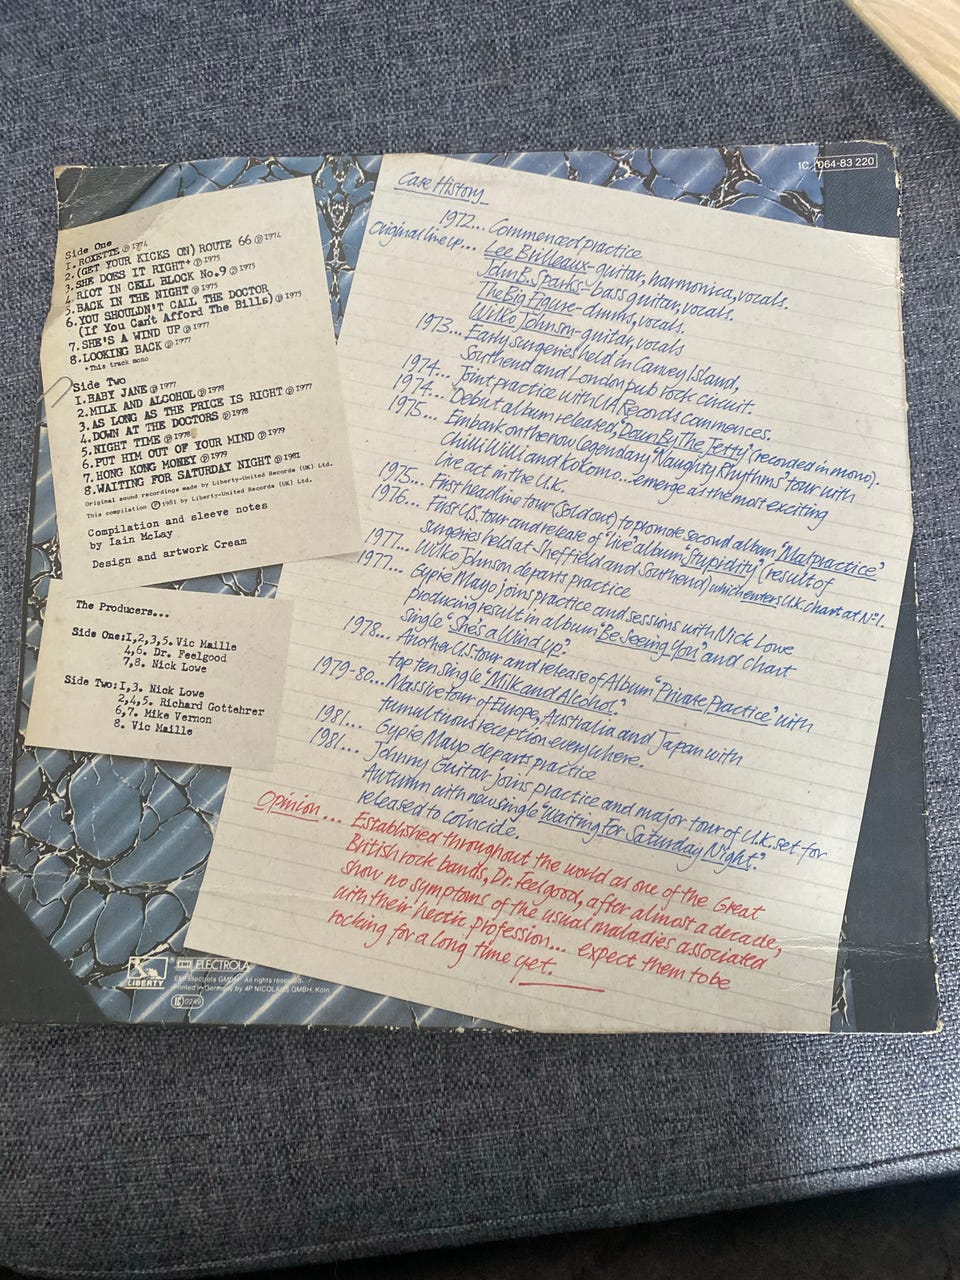 1C 064-83 220
Side One
1. ROXETTE ℗ 1974
2. (GET YOUR KICKS ON) ROUTE 66 ℗ 1974
3. SHE DOES IT RIGHT* ℗ 1975
4. RIOT IN CELL BLOCK No.9 ℗ 1975
5. BACK IN THE NIGHT ℗ 1975
6. YOU SHOULDN'T CALL THE DOCTOR
(If You Can't Afford The Bills) ℗ 1975
7. SHE'S A WIND UP ℗ 1977
8. LOOKING BACK ℗ 1977
*This track mono
Side Two
1. BABY JANE ℗ 1977
2. MILK AND ALCOHOL ℗ 1978
3. AS LONG AS THE PRICE IS RIGHT ℗ 1977
4. DOWN AT THE DOCTORS ℗ 1978
5. NIGHT TIME ℗ 1978
6. PUT HIM OUT OF YOUR MIND ℗ 1979
7. HONG KONG MONEY ℗ 1979
8. WAITING FOR SATURDAY NIGHT ℗ 1981
Original sound recordings made by Liberty-United Records (UK) Ltd.
This compilation ℗ 1981 by Liberty-United Records (UK) Ltd.
Compilation and sleeve notes
by Iain McLay
Design and artwork Cream
The Producers...
Side One:1,2,3,5. Vic Maille
4,6. Dr. Feelgood
7,8. Nick Lowe
Side Two:1,3. Nick Lowe
2,4,5. Richard Gottehrer
6,7. Mike Vernon
8. Vic Maille
Case History
1972... Commenced practice
Original line up... Lee Brilleaux-guitar, harmonica, vocals.
John B. Sparks-bass guitar, vocals.
The Big Figure-drums, vocals.
Wilko Johnson-guitar, vocals
1973... Early surgeries held in Canvey Island,
Southend and London pub rock circuit.
1974... Joint practice with UA Records commences.
1974... Debut album released, "Down By The Jetty" (recorded in mono).
1975... Embark on the now legendary "Naughty Rhythms" tour with
Chilli Willi and Kokomo... emerge as the most exciting
live act in the U.K.
1975... First headline tour (sold out) to promote second album "Malpractice".
1976... First U.S. tour and release of "live" album "Stupidity" (result of
surgeries held at Sheffield and Southend) which enters U.K. chart at No 1.
1977... Wilko Johnson departs practice
1977... Gypie Mayo joins practice and sessions with Nick Lowe
producing result in album "Be Seeing You" and chart
single "She's a Wind Up".
1978... Another U.S. tour and release of Album "Private Practice" with
top ten single "Milk and Alcohol".
1979-80... Massive tour of Europe, Australia and Japan with
tumultuous reception everywhere.
1981... Gypie Mayo departs practice
1981... Johnny Guitar joins practice and major tour of U.K. set for
Autumn with new single "Waiting For Saturday Night".
released to coincide.
Opinion... Established throughout the world as one of the Great
British rock bands, Dr. Feelgood, after almost a decade,
show no symptoms of the usual maladies associated
with their hectic profession... expect them to be
rocking for a long time yet.
LIBERTY
EMI ELECTROLA
EMI Electrola GMBH. All rights reserved.
Printed in Germany by 4P NICOLAUS GMBH. Köln
LC 0249